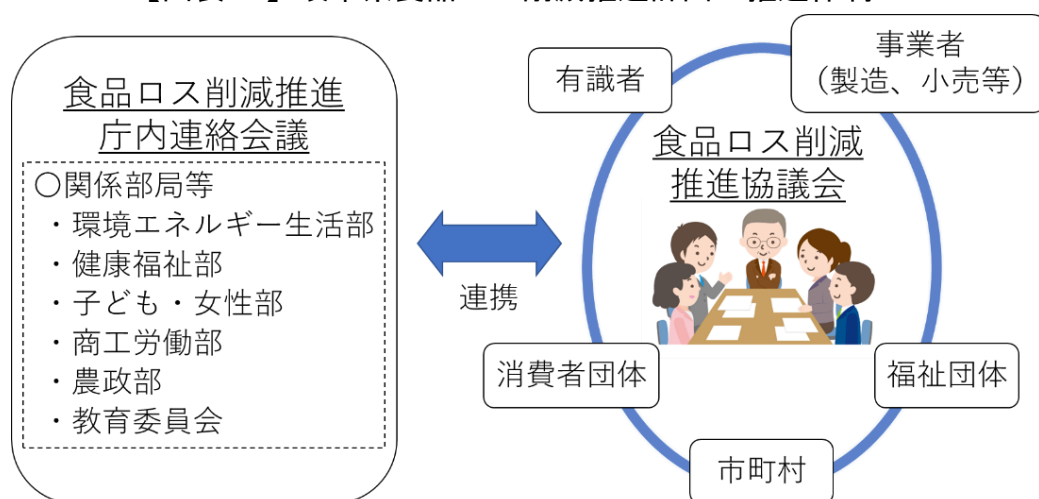 食品ロス削減推進
庁内連絡会議
〇関係部局等
・環境エネルギー生活部
・健康福祉部
・子ども・女性部
・商工労働部
・農政部
・教育委員会
連携
有識者
事業者
（製造、小売等）
食品ロス削減
推進協議会
消費者団体
福祉団体
市町村